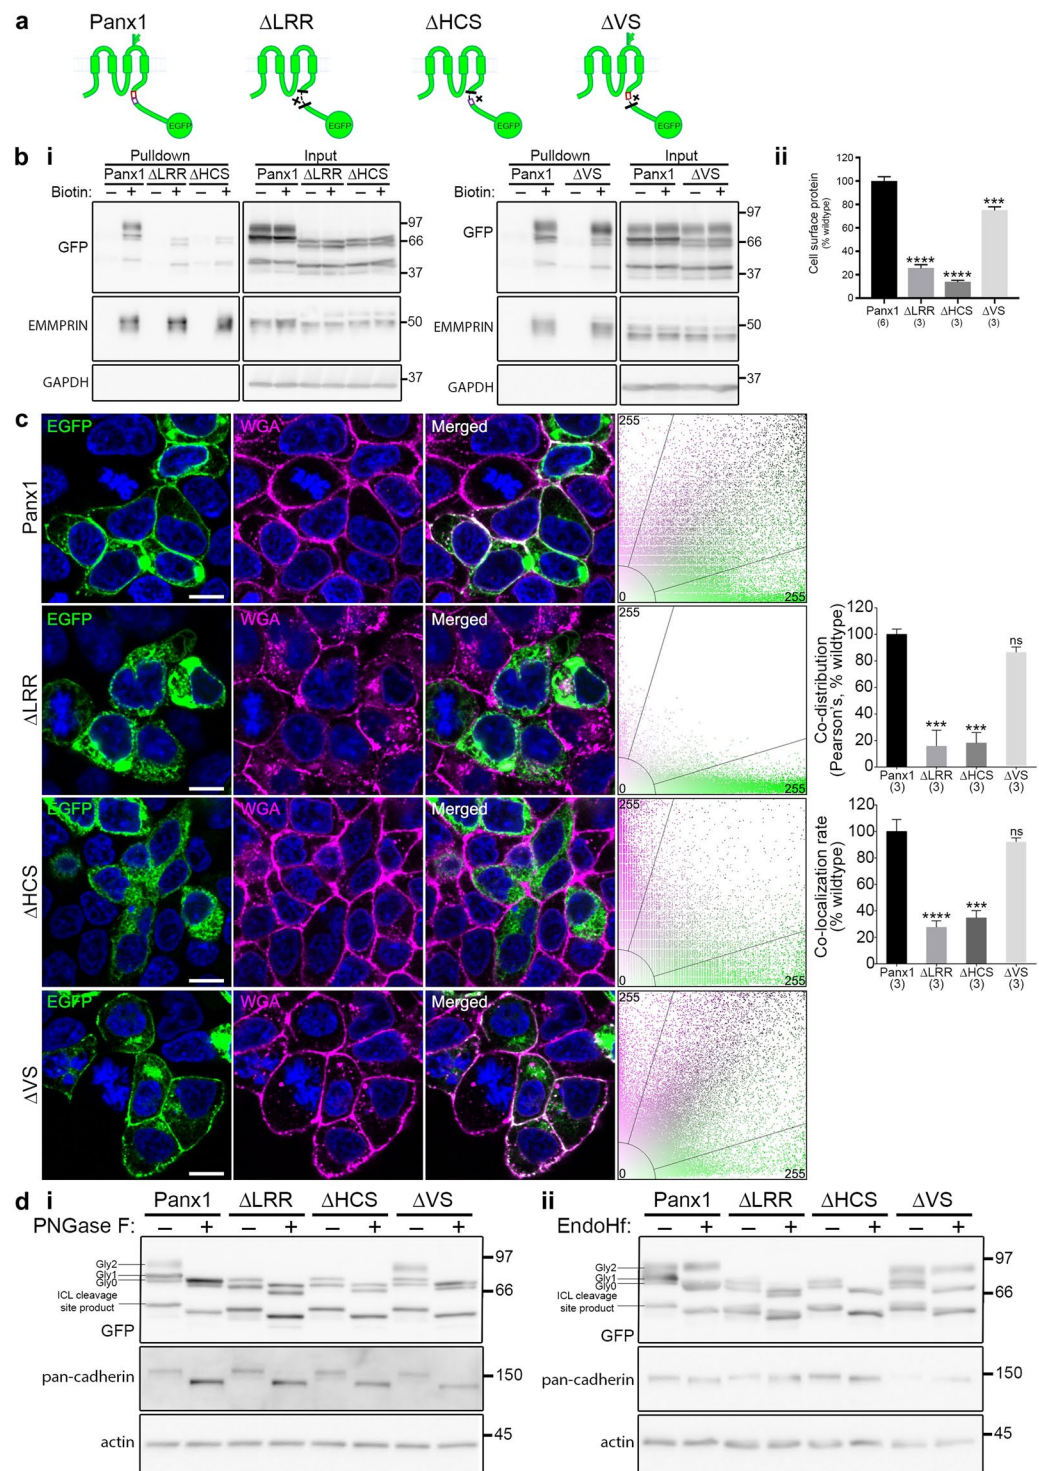 a
Panx1 ΔLRR ΔHCS ΔVS
EGFP EGFP EGFP EGFP
b i
Pulldown Input
Panx1 ΔLRR ΔHCS Panx1 ΔLRR ΔHCS
Biotin: – + – + – + – + – + – +
GFP
97
66
37
EMMPRIN
50
GAPDH
37
Pulldown Input
Panx1 ΔVS Panx1 ΔVS
Biotin: – + – + – + – +
GFP
97
66
37
EMMPRIN
50
GAPDH
37
ii
Cell surface protein
(% wildtype)
120
100
80
60
40
20
0
**** **** ***
Panx1 ΔLRR ΔHCS ΔVS
(6) (3) (3) (3)
c
Panx1
EGFP WGA Merged
255
0 255
ΔLRR
EGFP WGA Merged
255
0 255
ΔHCS
EGFP WGA Merged
255
0 255
ΔVS
EGFP WGA Merged
255
0 255
Co-distribution
(Pearson's, % wildtype)
120
100
80
60
40
20
0
*** *** ns
Panx1 ΔLRR ΔHCS ΔVS
(3) (3) (3) (3)
Co-localization rate
(% wildtype)
120
100
80
60
40
20
0
**** *** ns
Panx1 ΔLRR ΔHCS ΔVS
(3) (3) (3) (3)
d i
Panx1 ΔLRR ΔHCS ΔVS
PNGase F: – + – + – + – +
Gly2
Gly1
Gly0
ICL cleavage
site product
GFP
97
66
pan-cadherin
150
actin
45
ii
Panx1 ΔLRR ΔHCS ΔVS
EndoHf: – + – + – + – +
Gly2
Gly1
Gly0
ICL cleavage
site product
GFP
97
66
pan-cadherin
150
actin
45